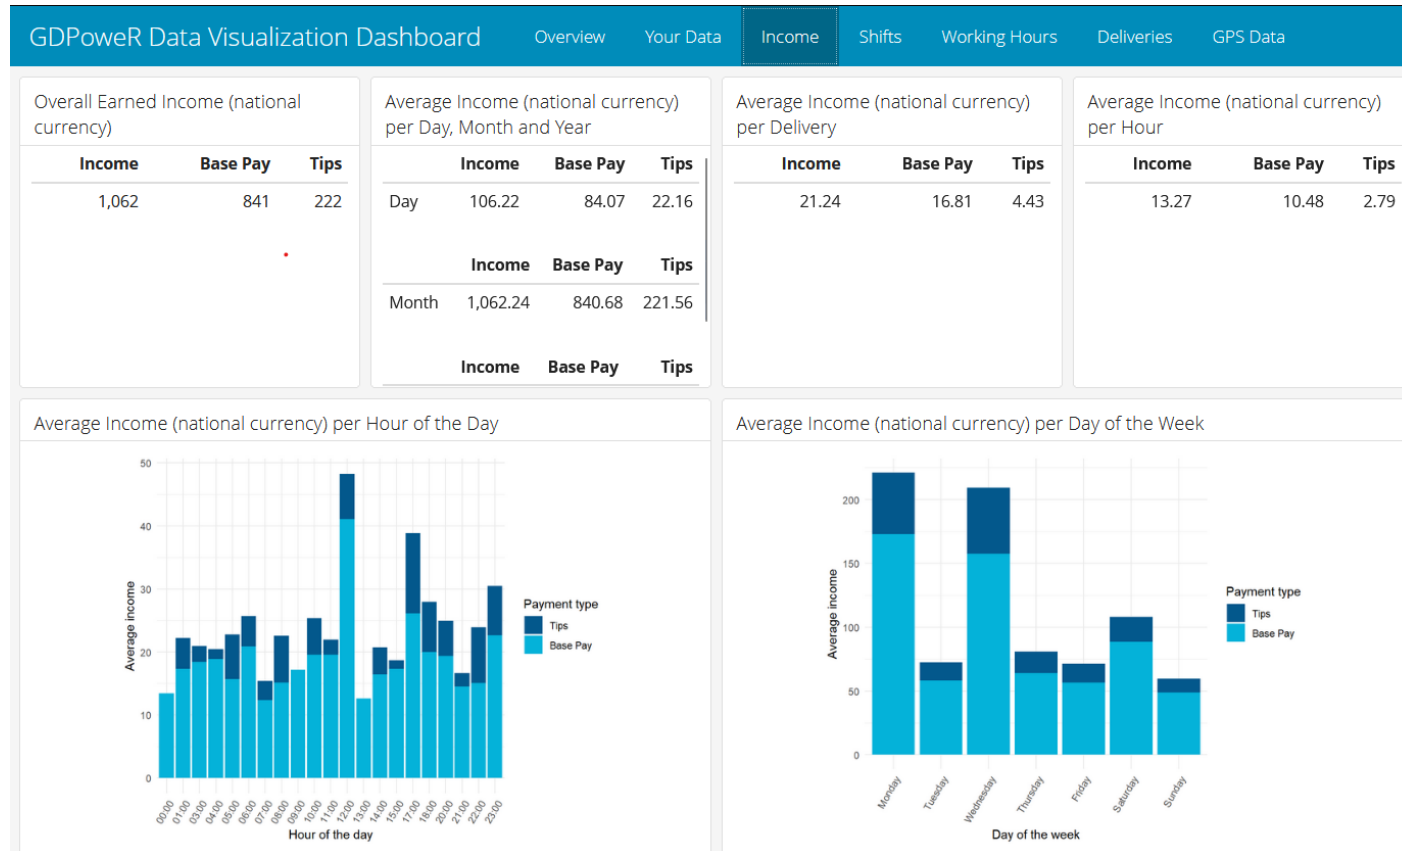 GDPoweR Data Visualization Dashboard Overview Your Data Income Shifts Working Hours Deliveries GPS Data
Overall Earned Income (national
currency)
Income Base Pay Tips
1,062 841 222
Average Income (national currency)
per Day, Month and Year
Income Base Pay Tips
Day 106.22 84.07 22.16
Income Base Pay Tips
Month 1,062.24 840.68 221.56
Income Base Pay Tips
Average Income (national currency)
per Delivery
Income Base Pay Tips
21.24 16.81 4.43
Average Income (national currency)
per Hour
Income Base Pay Tips
13.27 10.48 2.79
Average Income (national currency) per Hour of the Day
50
40
30
20
10
0
Average income
00:00 01:00 03:00 04:00 05:00 06:00 07:00 08:00 09:00 10:00 11:00 12:00 13:00 14:00 15:00 17:00 18:00 20:00 21:00 22:00 23:00
Hour of the day
Payment type
Tips
Base Pay
Average Income (national currency) per Day of the Week
200
150
100
50
0
Average income
Monday Tuesday Wednesday Thursday Friday Saturday Sunday
Day of the week
Payment type
Tips
Base Pay